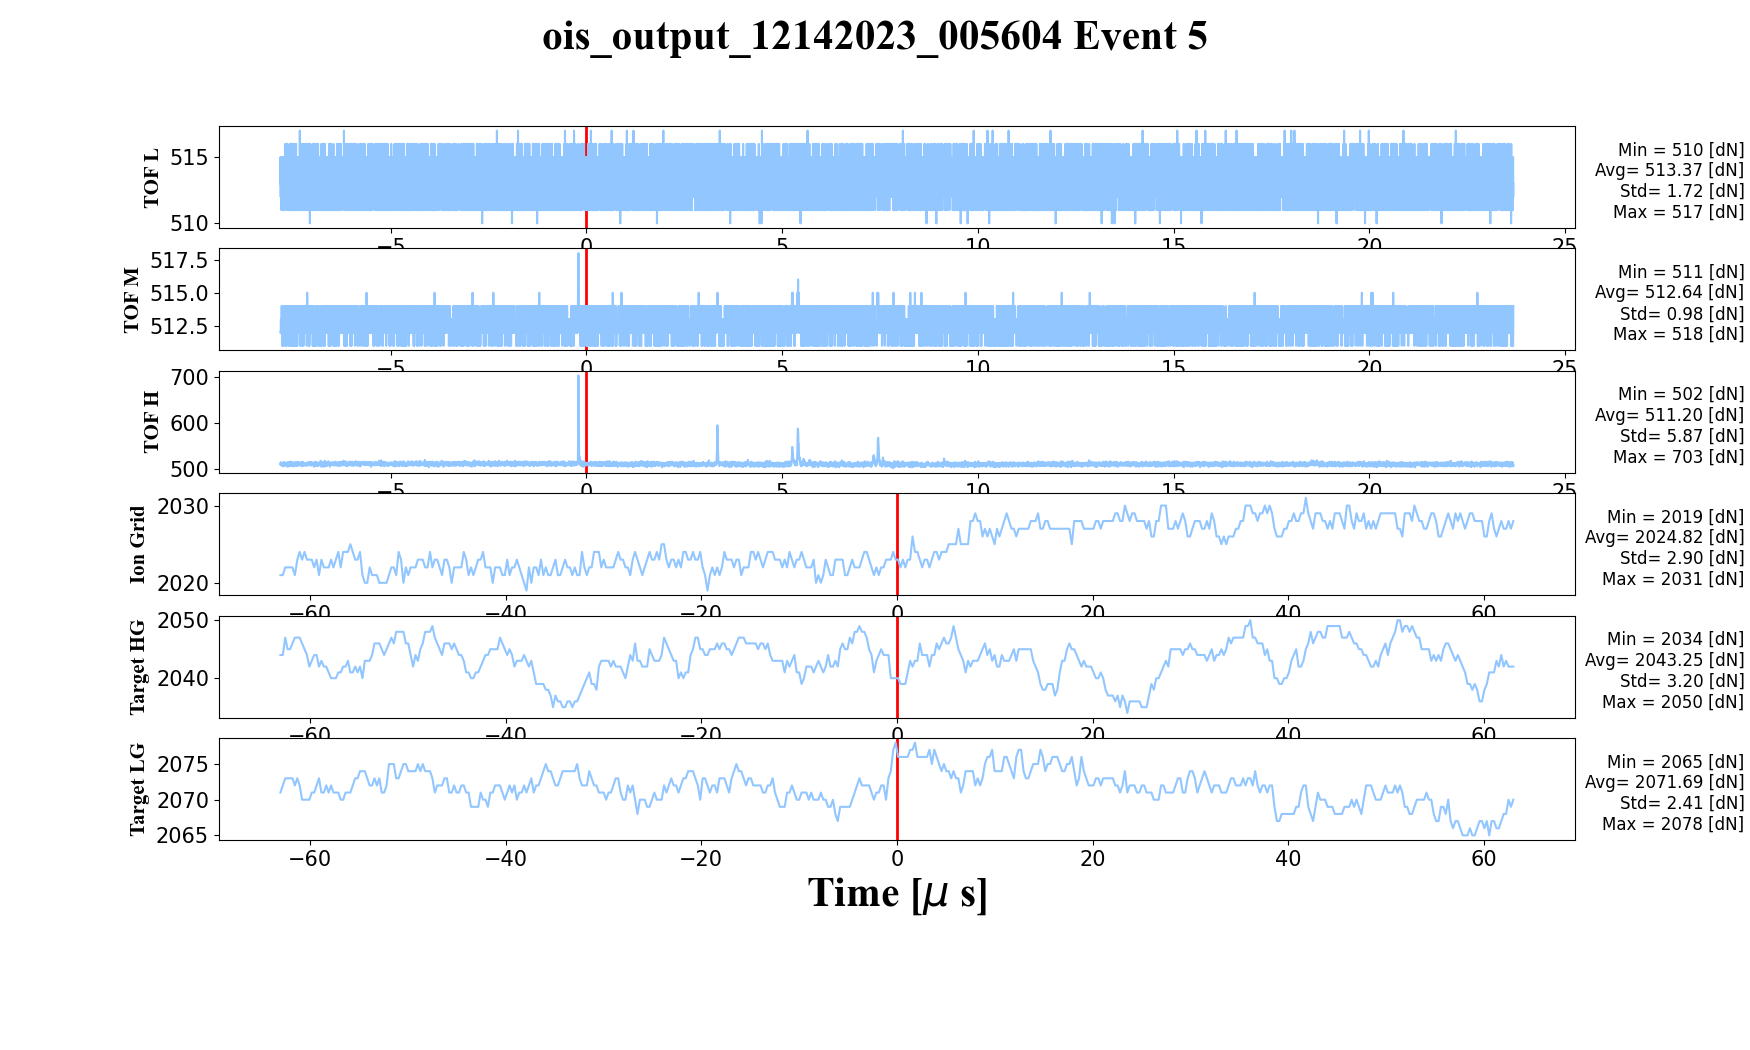 ois_output_12142023_005604 Event 5
TOF L
515
510
Min = 510 [dN]
Avg= 513.37 [dN]
Std= 1.72 [dN]
Max = 517 [dN]
−5 0 5 10 15 20 25
TOF M
517.5
515.0
512.5
Min = 511 [dN]
Avg= 512.64 [dN]
Std= 0.98 [dN]
Max = 518 [dN]
−5 0 5 10 15 20 25
TOF H
700
600
500
Min = 502 [dN]
Avg= 511.20 [dN]
Std= 5.87 [dN]
Max = 703 [dN]
−5 0 5 10 15 20 25
Ion Grid
2030
2020
Min = 2019 [dN]
Avg= 2024.82 [dN]
Std= 2.90 [dN]
Max = 2031 [dN]
−60 −40 −20 0 20 40 60
Target HG
2050
2040
Min = 2034 [dN]
Avg= 2043.25 [dN]
Std= 3.20 [dN]
Max = 2050 [dN]
−60 −40 −20 0 20 40 60
Target LG
2075
2070
2065
Min = 2065 [dN]
Avg= 2071.69 [dN]
Std= 2.41 [dN]
Max = 2078 [dN]
−60 −40 −20 0 20 40 60
Time [μ s]